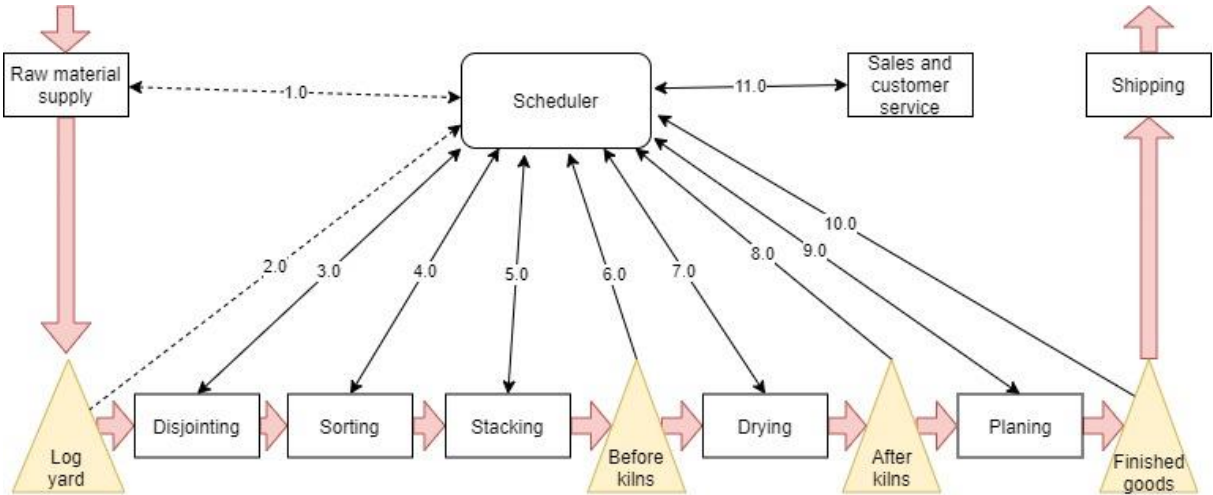 Raw material
supply
Scheduler
Sales and
customer
service
Shipping
1.0
11.0
2.0
3.0
4.0
5.0
6.0
7.0
8.0
9.0
10.0
Log
yard
Disjointing
Sorting
Stacking
Before
kilns
Drying
After
kilns
Planing
Finished
goods